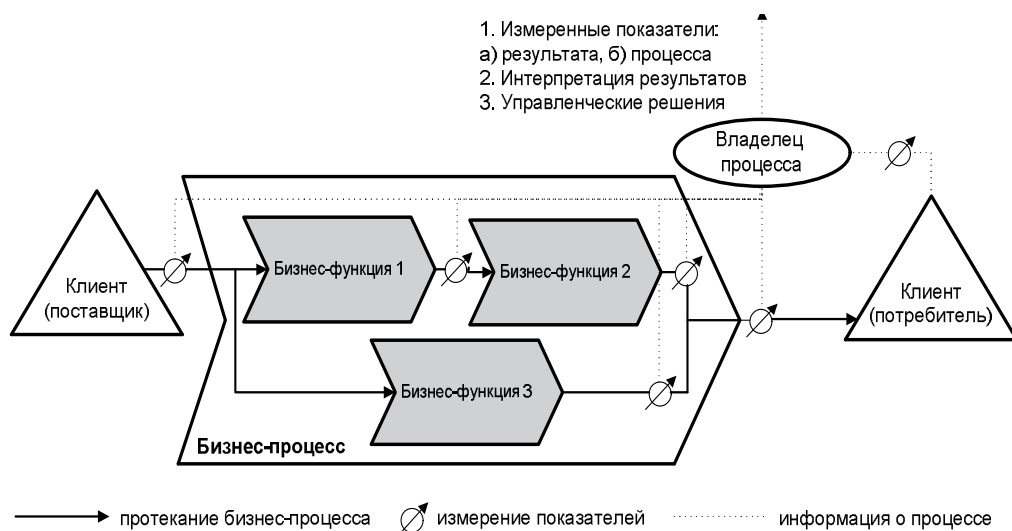 1. Измеренные показатели:
а) результата, б) процесса
2. Интерпретация результатов
3. Управленческие решения
Владелец
процесса
Клиент
(поставщик)
Бизнес-функция 1
Бизнес-функция 2
Клиент
(потребитель)
Бизнес-функция 3
Бизнес-процесс
протекание бизнес-процесса
измерение показателей
информация о процессе